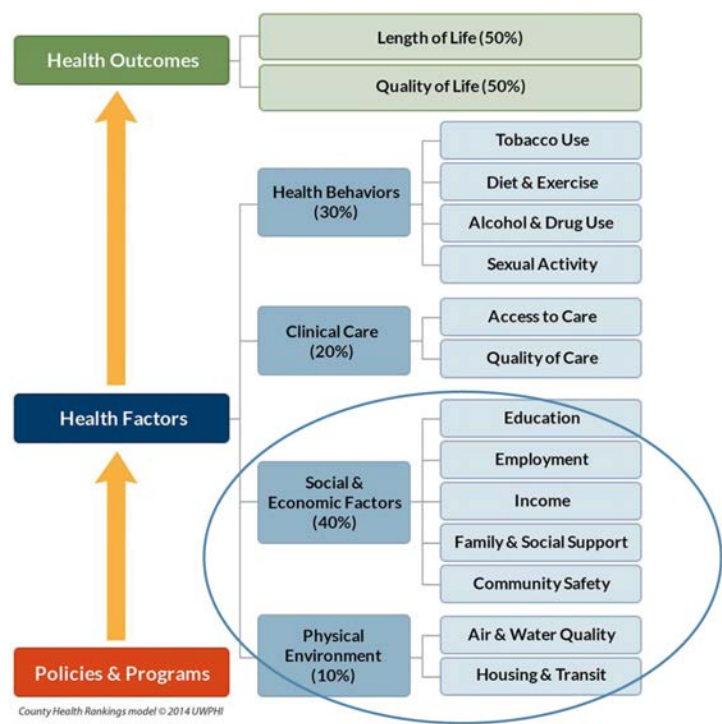 Health Outcomes
Length of Life (50%)
Quality of Life (50%)
Health Behaviors
(30%)
Tobacco Use
Diet & Exercise
Alcohol & Drug Use
Sexual Activity
Clinical Care
(20%)
Access to Care
Quality of Care
Health Factors
Social &
Economic Factors
(40%)
Education
Employment
Income
Family & Social Support
Community Safety
Physical
Environment
(10%)
Air & Water Quality
Housing & Transit
Policies & Programs
County Health Rankings model © 2014 UWPHI